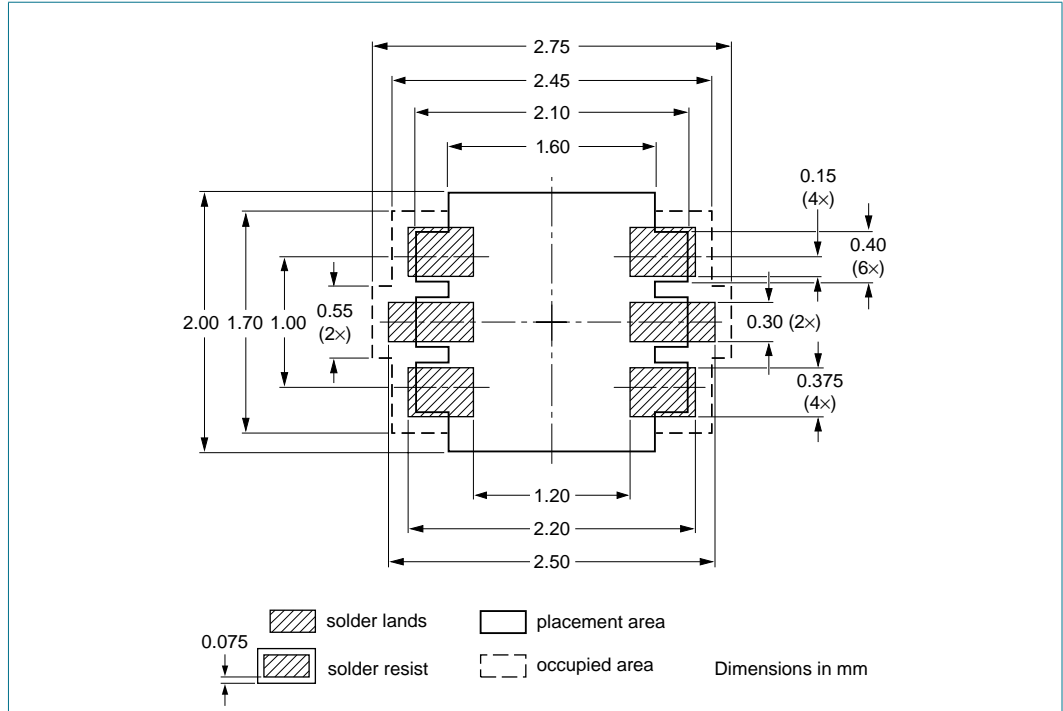 2.75
2.45
2.10
1.60
0.15
(4×)
0.40
(6×)
2.00 1.70 1.00
0.55
(2×)
0.30 (2×)
0.375
(4×)
1.20
2.20
2.50
solder lands
placement area
0.075
solder resist
occupied area
Dimensions in mm